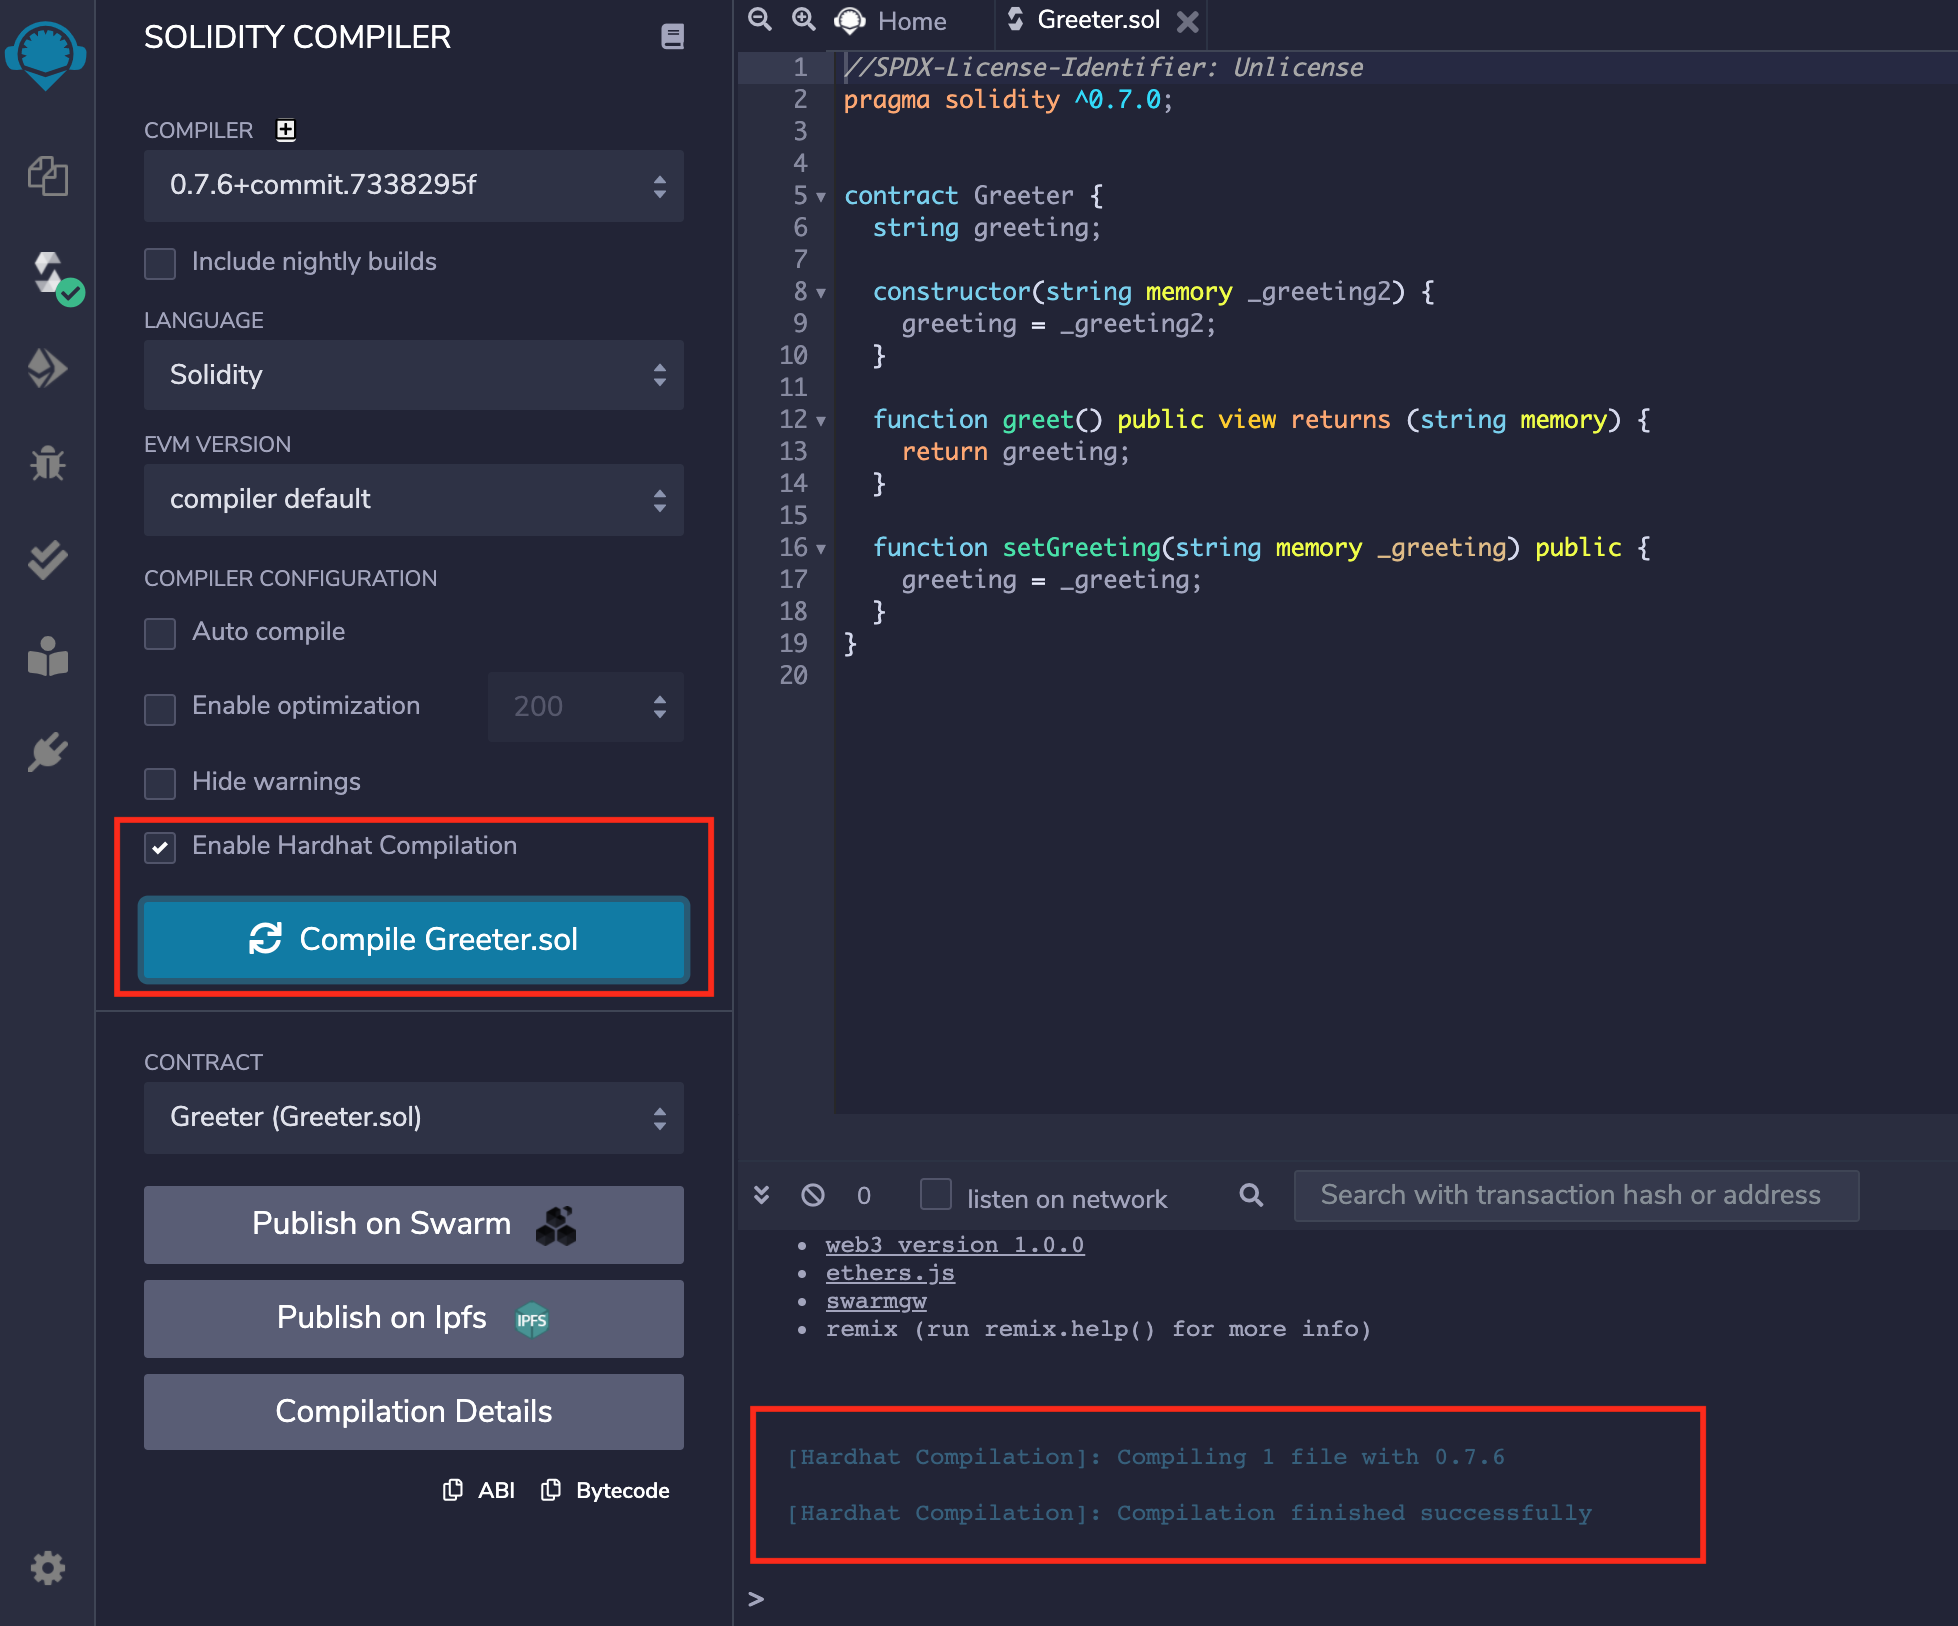 SOLIDITY COMPILER
COMPILER
0.7.6+commit.7338295f
Include nightly builds
LANGUAGE
Solidity
EVM VERSION
compiler default
COMPILER CONFIGURATION
Auto compile
Enable optimization
200
Hide warnings
Enable Hardhat Compilation
Compile Greeter.sol
CONTRACT
Greeter (Greeter.sol)
Publish on Swarm
Publish on Ipfs
IPFS
Compilation Details
ABI
Bytecode
Home
Greeter.sol
1 //SPDX-License-Identifier: Unlicense
2 pragma solidity ^0.7.0;
3
4
5 contract Greeter {
6   string greeting;
7
8   constructor(string memory _greeting2) {
9     greeting = _greeting2;
10   }
11
12   function greet() public view returns (string memory) {
13     return greeting;
14   }
15
16   function setGreeting(string memory _greeting) public {
17     greeting = _greeting;
18   }
19 }
20
0
listen on network
Search with transaction hash or address
• web3 version 1.0.0
• ethers.js
• swarmgw
• remix (run remix.help() for more info)
[Hardhat Compilation]: Compiling 1 file with 0.7.6
[Hardhat Compilation]: Compilation finished successfully
>